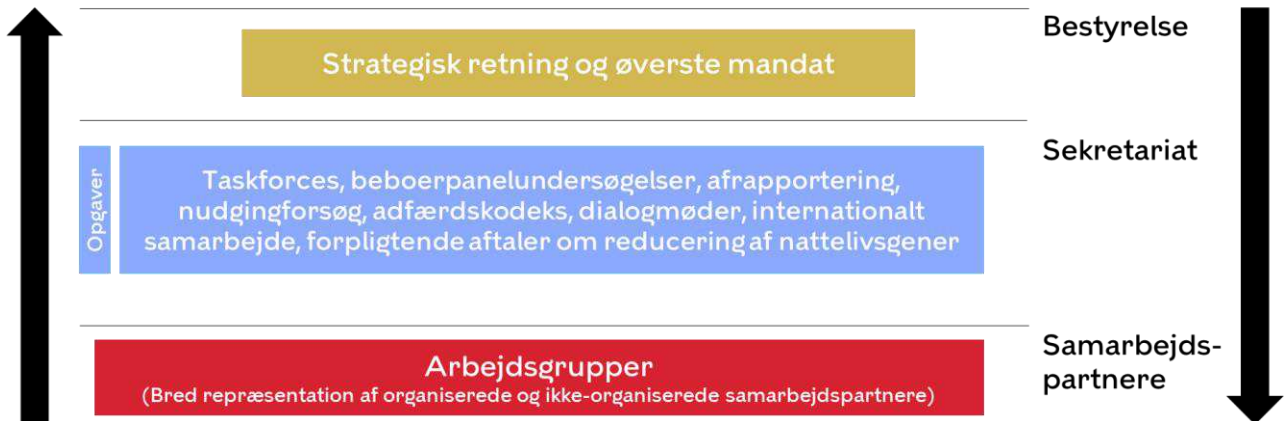 Bestyrelse
Strategisk retning og øverste mandat
Sekretariat
Opgaver
Taskforces, beboerpanelundersøgelser, afrapportering,
nudgingforsøg, adfærdskodeks, dialogmøder, internationalt
samarbejde, forpligtende aftaler om reducering af nattelivsgener
Samarbejds-
partnere
Arbejdsgrupper
(Bred repræsentation af organiserede og ikke-organiserede samarbejdspartnere)